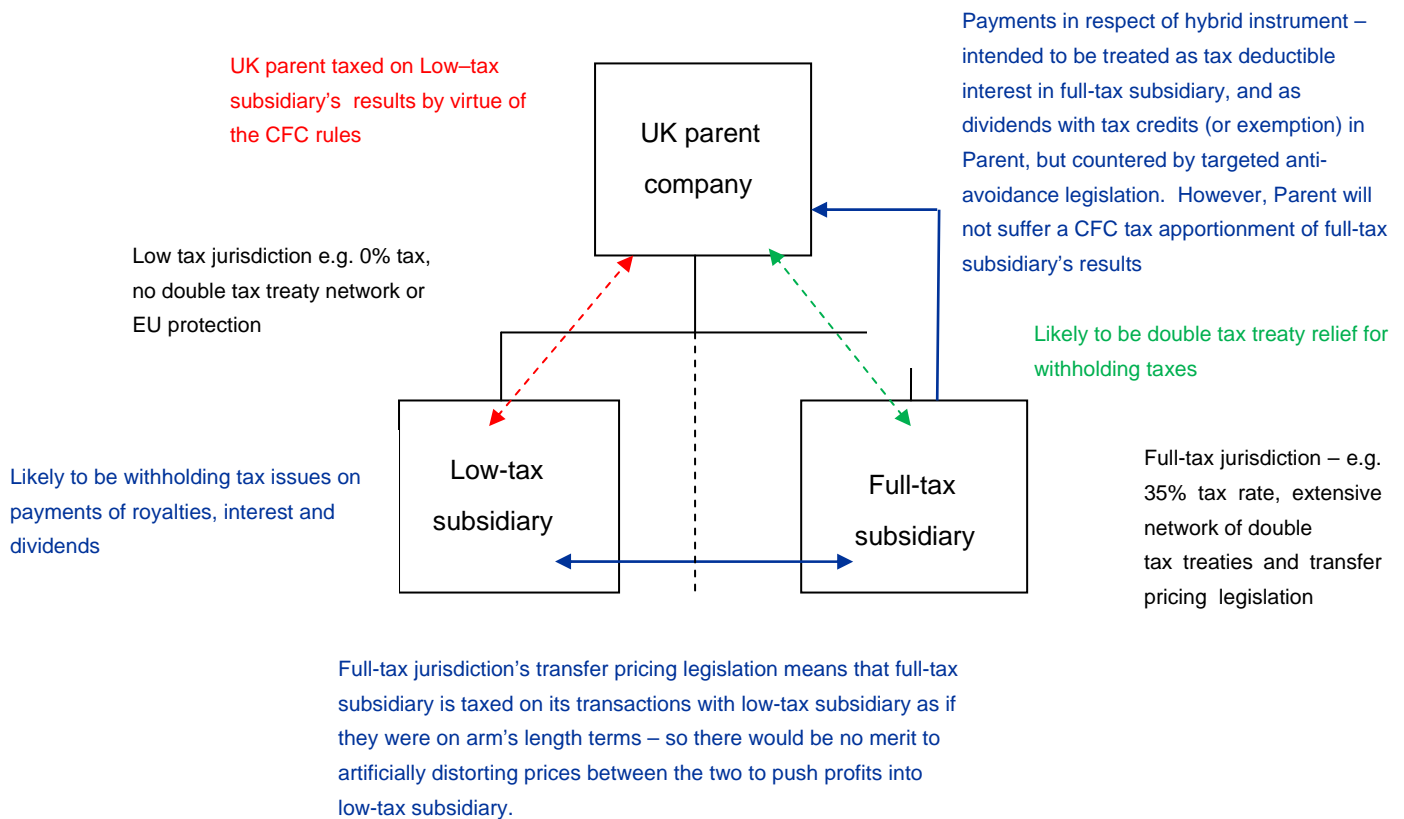 Payments in respect of hybrid instrument –
intended to be treated as tax deductible
interest in full-tax subsidiary, and as
dividends with tax credits (or exemption) in
Parent, but countered by targeted anti-
avoidance legislation.  However, Parent will
not suffer a CFC tax apportionment of full-tax
subsidiary's results
UK parent taxed on Low–tax
subsidiary's  results by virtue of
the CFC rules
UK parent
company
Low tax jurisdiction e.g. 0% tax,
no double tax treaty network or
EU protection
Likely to be double tax treaty relief for
withholding taxes
Likely to be withholding tax issues on
payments of royalties, interest and
dividends
Low-tax
subsidiary
Full-tax
subsidiary
Full-tax jurisdiction – e.g.
35% tax rate, extensive
network of double
tax treaties and transfer
pricing legislation
Full-tax jurisdiction's transfer pricing legislation means that full-tax
subsidiary is taxed on its transactions with low-tax subsidiary as if
they were on arm's length terms – so there would be no merit to
artificially distorting prices between the two to push profits into
low-tax subsidiary.